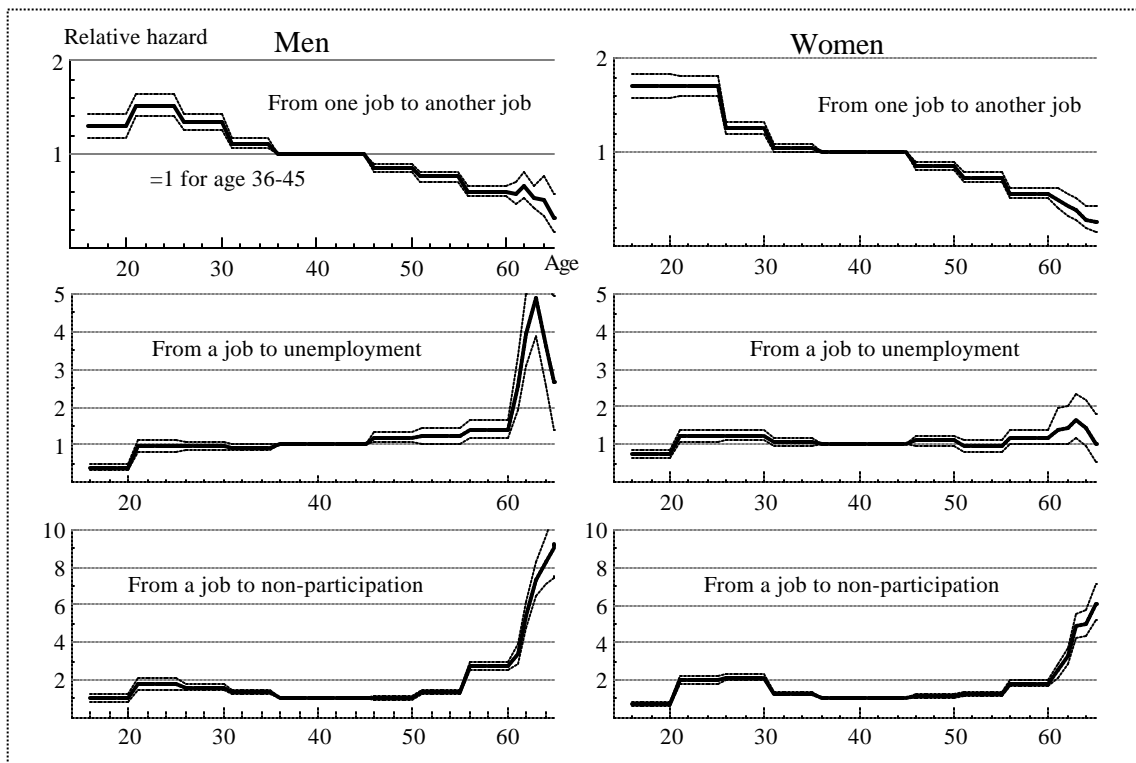 Relative hazard
Men
Women
2
From one job to another job
1
=1 for age 36-45
20 30 40 50 60 Age
2
From one job to another job
1
20 30 40 50 60
5
4
From a job to unemployment
3
2
1
20 40 60
5
4
From a job to unemployment
3
2
1
20 30 40 50 60
10
8
From a job to non-participation
6
4
2
20 30 40 50 60
10
8
From a job to non-participation
6
4
2
20 30 40 50 60